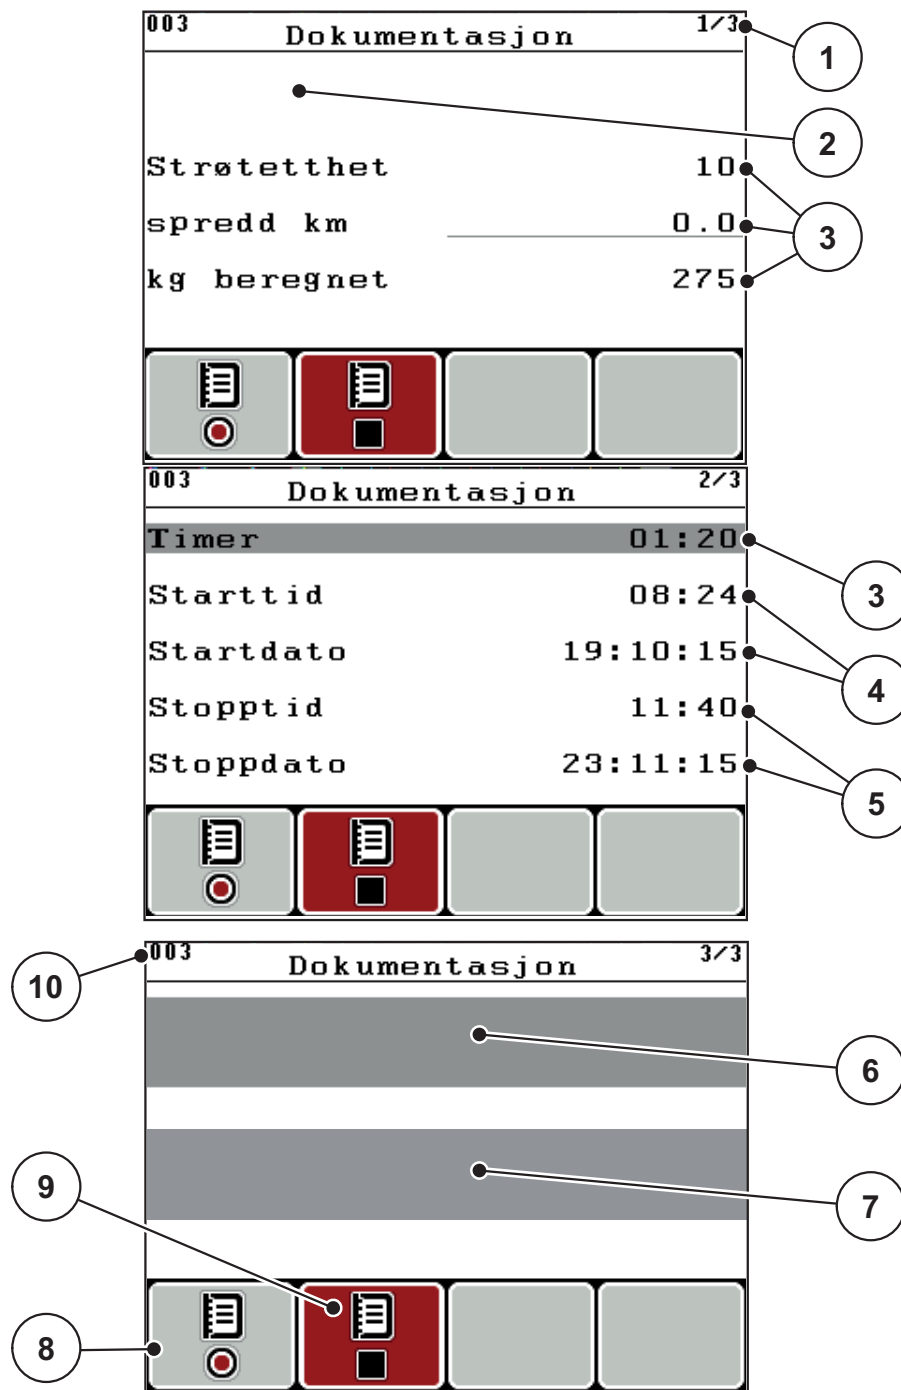 003 Dokumentasjon 1/3
1
2
Strøtetthet 10
spredd km 0.0
3
kg beregnet 275
003 Dokumentasjon 2/3
Timer 01:20
3
Starttid 08:24
Startdato 19:10:15
4
Stopptid 11:40
Stoppdato 23:11:15
5
003 Dokumentasjon 3/3
10
6
9
7
8